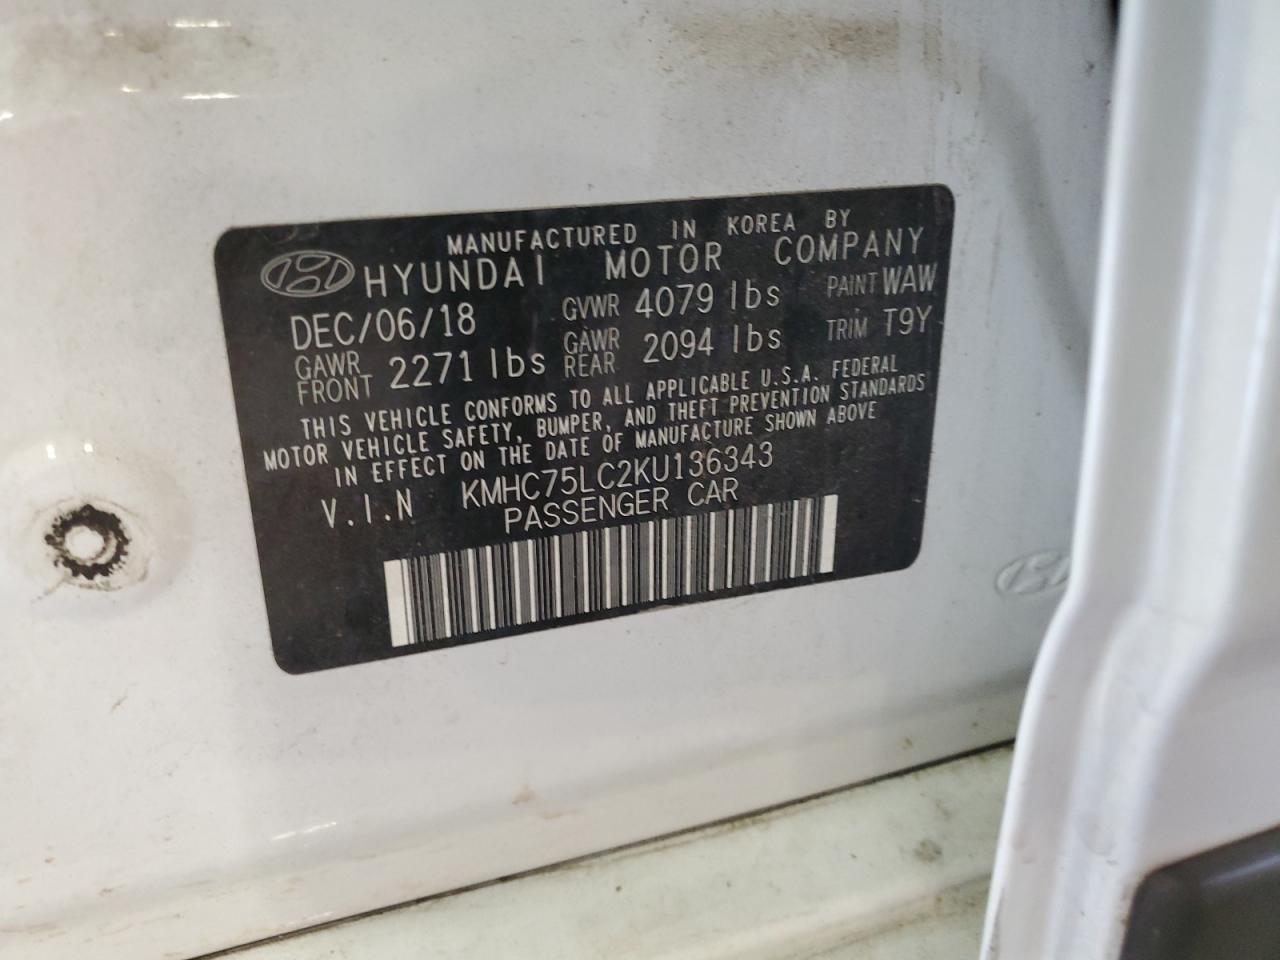 MANUFACTURED IN KOREA BY
HYUNDAI MOTOR COMPANY
DEC/06/18 GVWR 4079 lbs PAINT WAW
GAWR FRONT 2271 lbs GAWR REAR 2094 lbs TRIM T9Y
THIS VEHICLE CONFORMS TO ALL APPLICABLE U.S.A. FEDERAL
MOTOR VEHICLE SAFETY, BUMPER, AND THEFT PREVENTION STANDARDS
IN EFFECT ON THE DATE OF MANUFACTURE SHOWN ABOVE
V.I.N KMHC75LC2KU136343
PASSENGER CAR